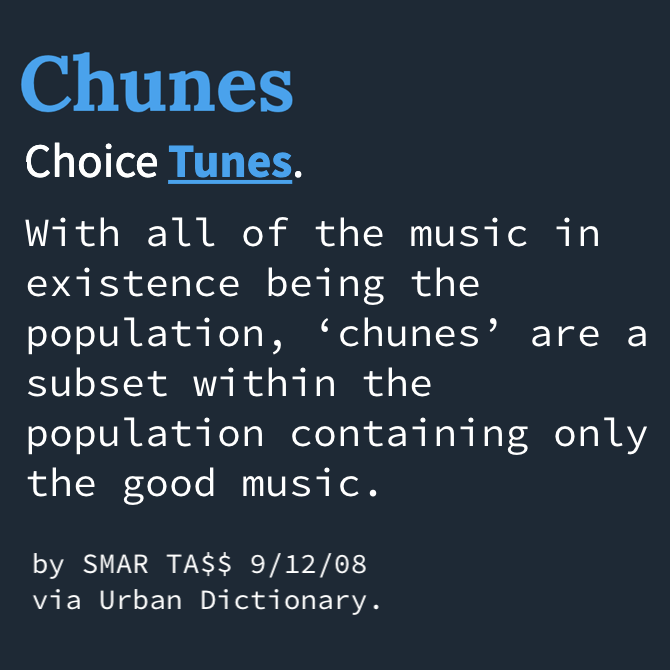 Chunes
Choice Tunes.
With all of the music in
existence being the
population, ‘chunes’ are a
subset within the
population containing only
the good music.
by SMAR TA$$ 9/12/08
via Urban Dictionary.